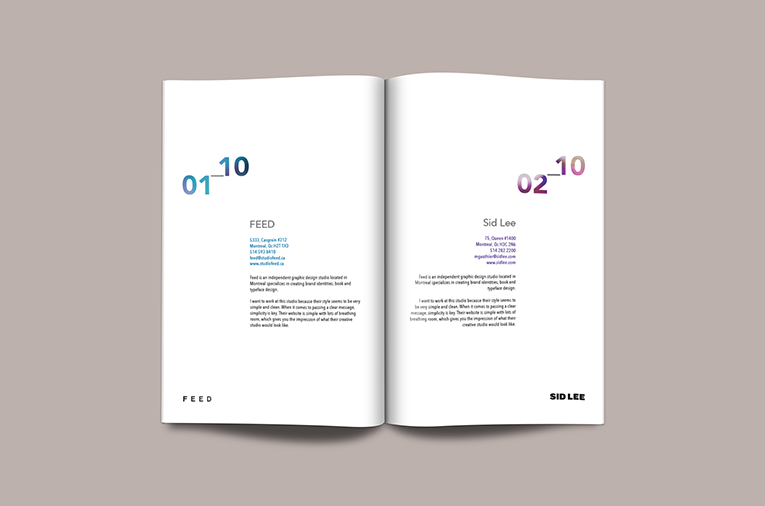 01_10
FEED
5333, Casgrain #212
Montreal, Qc H2T 1X3
514 593 8410
feed@studiofeed.ca
www.studiofeed.ca
Feed is an independent graphic design studio located in
Montreal specializes in creating brand identities, book and
typeface design.
I want to work at this studio because their style seems to be very
simple and clean. When it comes to passing a clear message,
simplicity is key. Their website is simple with lots of breathing
room, which gives you the impression of what their creative
studio would look like.
FEED
02_10
Sid Lee
75, Queen #1400
Montreal, Qc H3C 2N6
514 282 2200
mgauthier@sidlee.com
www.sidlee.com
Feed is an independent graphic design studio located in
Montreal specializes in creating brand identities, book and
typeface design.
I want to work at this studio because their style seems to
be very simple and clean. When it comes to passing a clear
message, simplicity is key. Their website is simple with lots of
breathing room, which gives you the impression of what their
creative studio would look like.
SID LEE